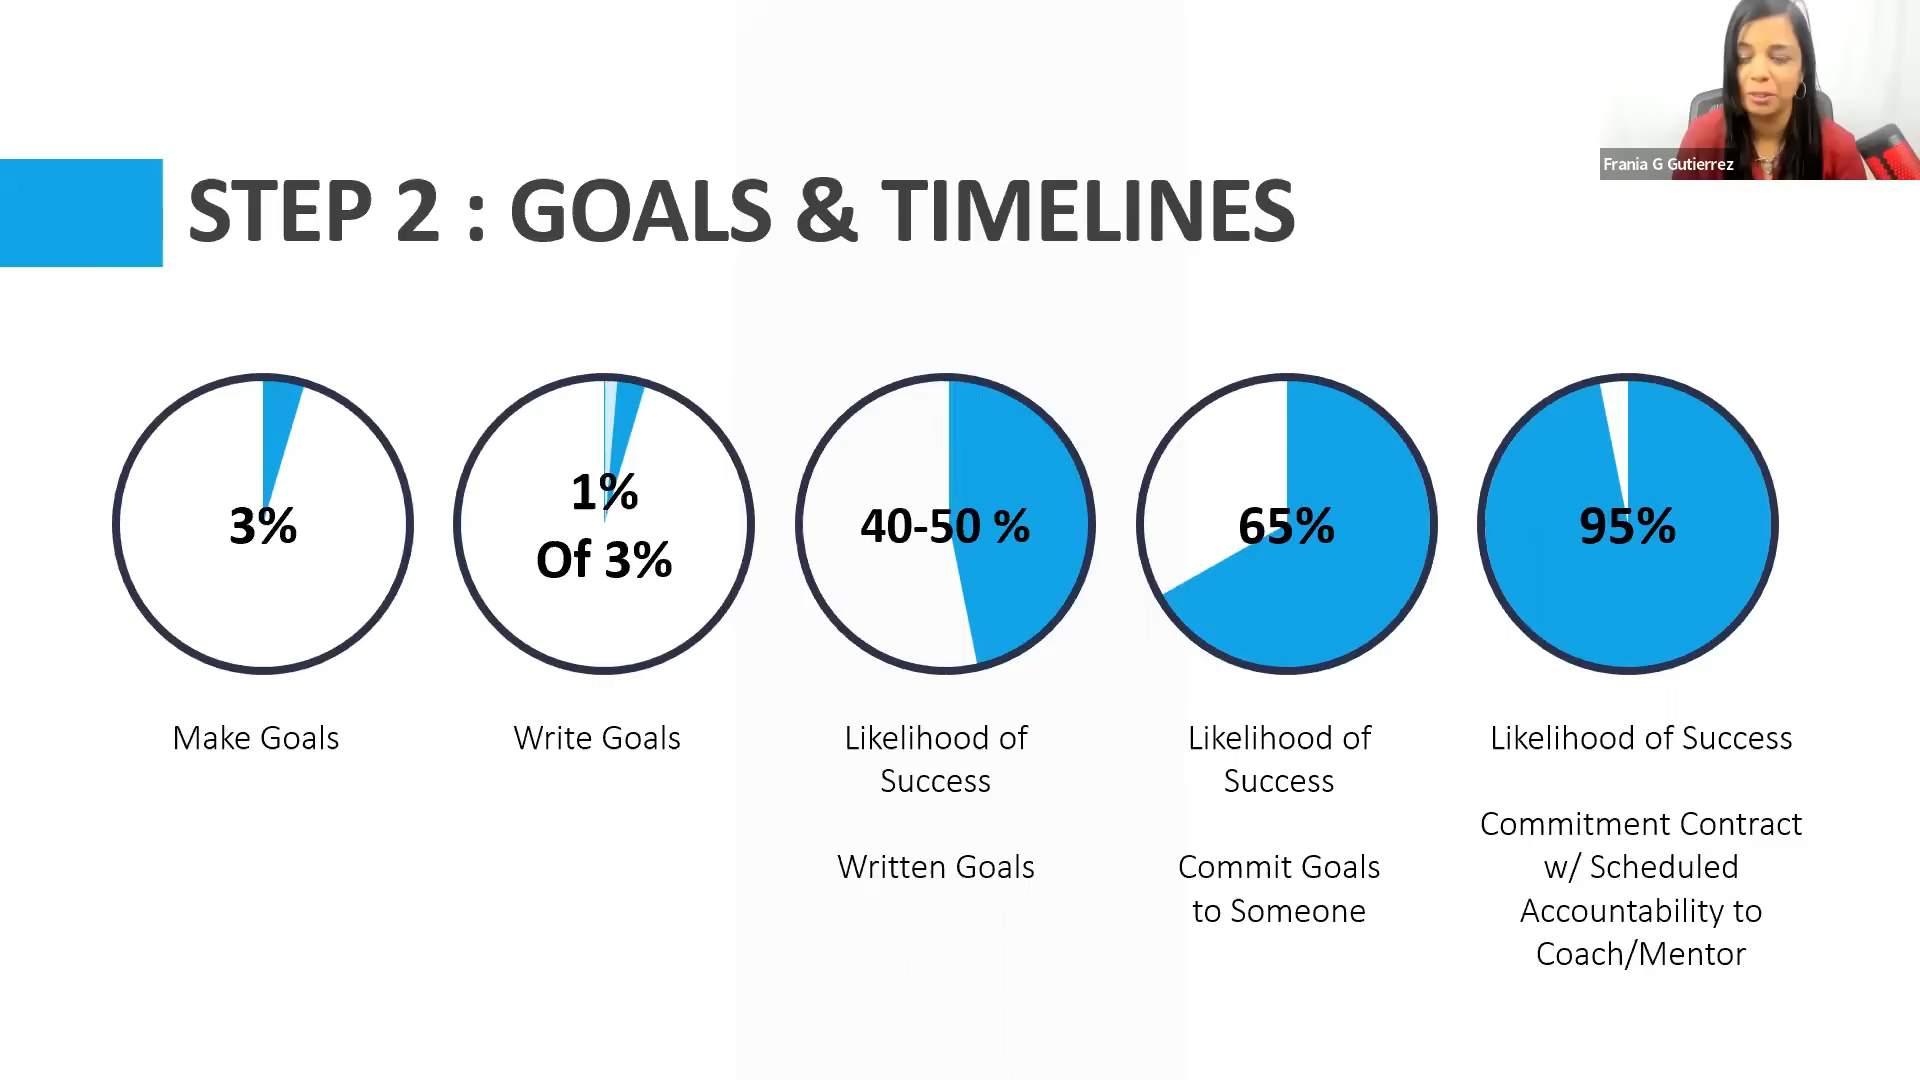 Frania G Gutierrez
STEP 2 : GOALS & TIMELINES
3%
1%
Of 3%
40-50 %
65%
95%
Make Goals
Write Goals
Likelihood of
Success
Written Goals
Likelihood of
Success
Commit Goals
to Someone
Likelihood of Success
Commitment Contract
w/ Scheduled
Accountability to
Coach/Mentor